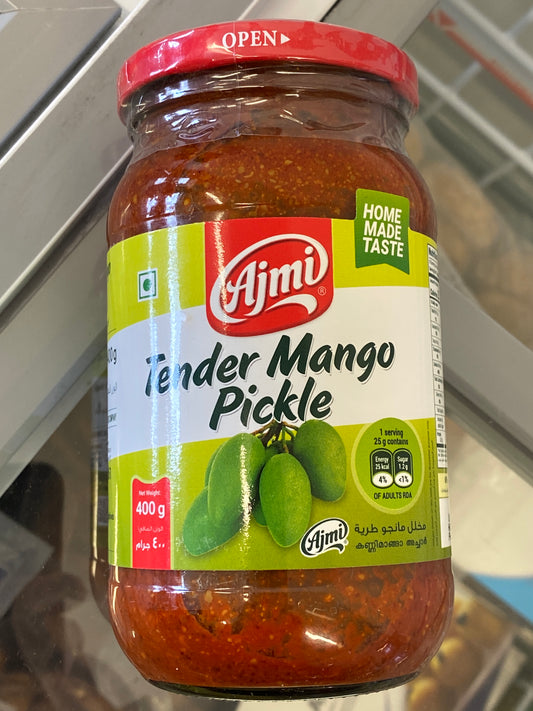 OPEN▶
HOME
MADE
TASTE
Ajmi®
Tender Mango
Pickle
1 serving
25 g contains
Energy
25 kcal
4%
Sugar
1.2 g
<1%
OF ADULTS RDA
Net Weight:
400 g
الوزن الصافي:
٤٠٠ جرام
Ajmi
مخلل مانجو طرية
കണ്ണിമാങ്ങാ അച്ചാർ